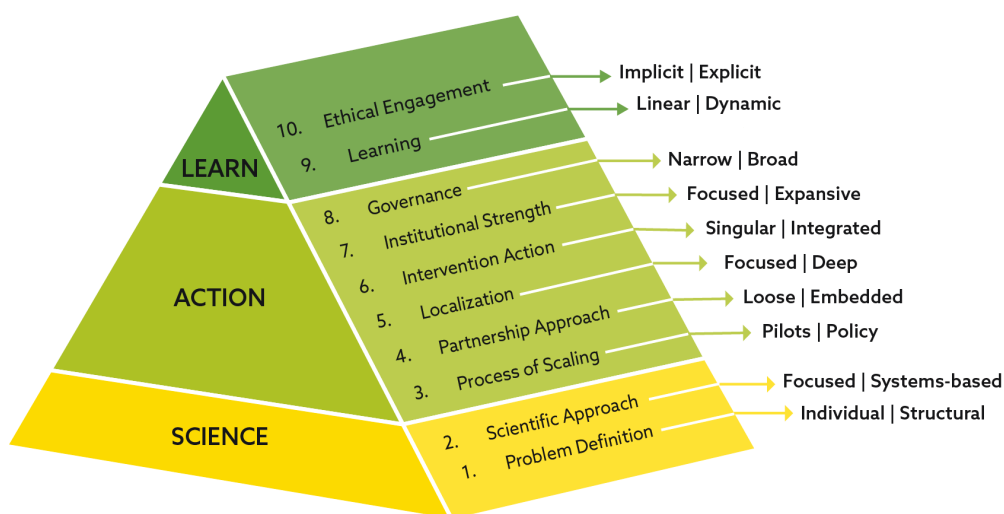 10. Ethical Engagement
Implicit | Explicit
9. Learning
Linear | Dynamic
LEARN
8. Governance
Narrow | Broad
7. Institutional Strength
Focused | Expansive
6. Intervention Action
Singular | Integrated
5. Localization
Focused | Deep
4. Partnership Approach
Loose | Embedded
3. Process of Scaling
Pilots | Policy
ACTION
2. Scientific Approach
Focused | Systems-based
1. Problem Definition
Individual | Structural
SCIENCE